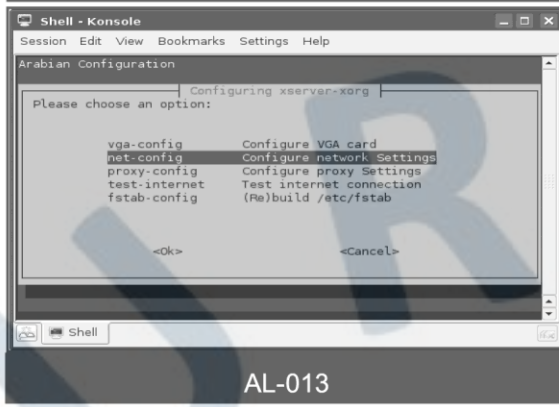 Shell - Konsole
Session Edit View Bookmarks Settings Help
Arabian Configuration
Configuring xserver-xorg
Please choose an option:
vga-config Configure VGA card
net-config Configure network Settings
proxy-config Configure proxy Settings
test-internet Test internet connection
fstab-config (Re)build /etc/fstab
<Ok> <Cancel>
Shell
AL-013